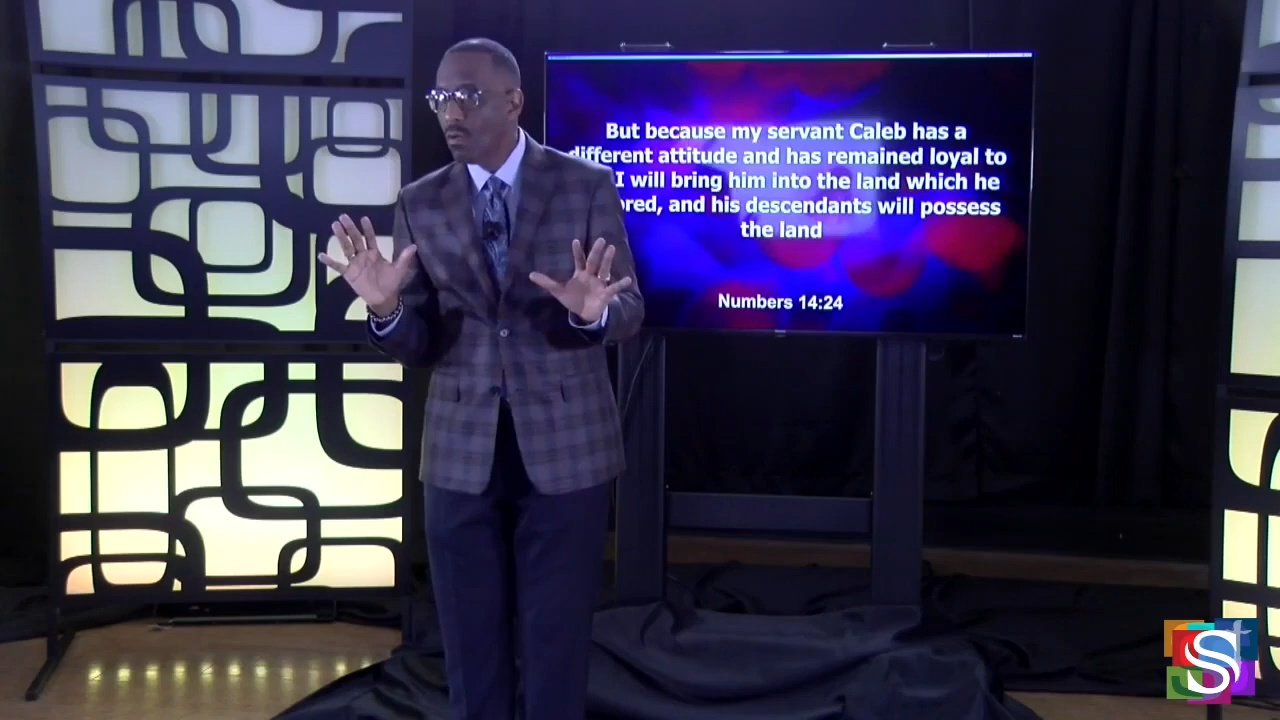 But because my servant Caleb has a
different attitude and has remained loyal to
I will bring him into the land which he
ored, and his descendants will possess
the land
Numbers 14:24
S